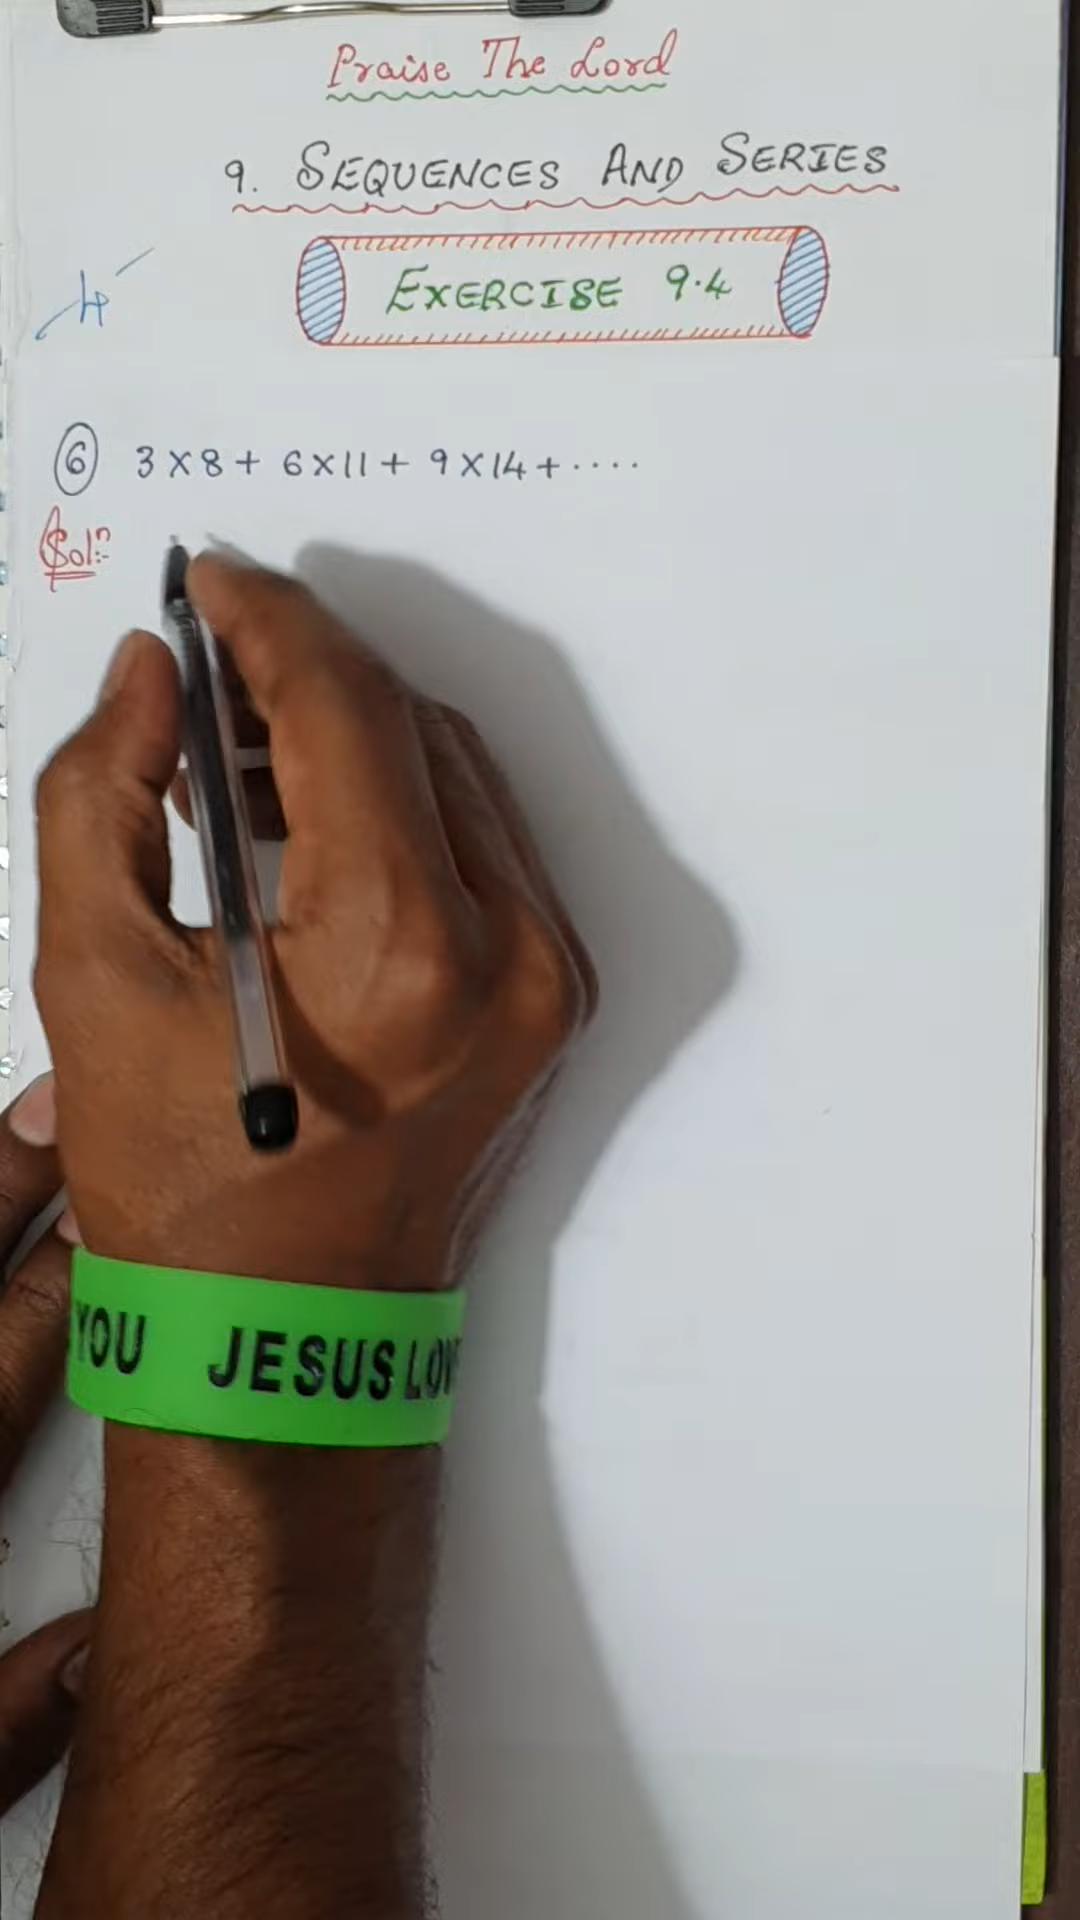 Praise The Lord
9. SEQUENCES AND SERIES
EXERCISE 9.4
6 3 × 8 + 6 × 11 + 9 × 14 + ....
Solⁿ:-
YOU JESUS LOV